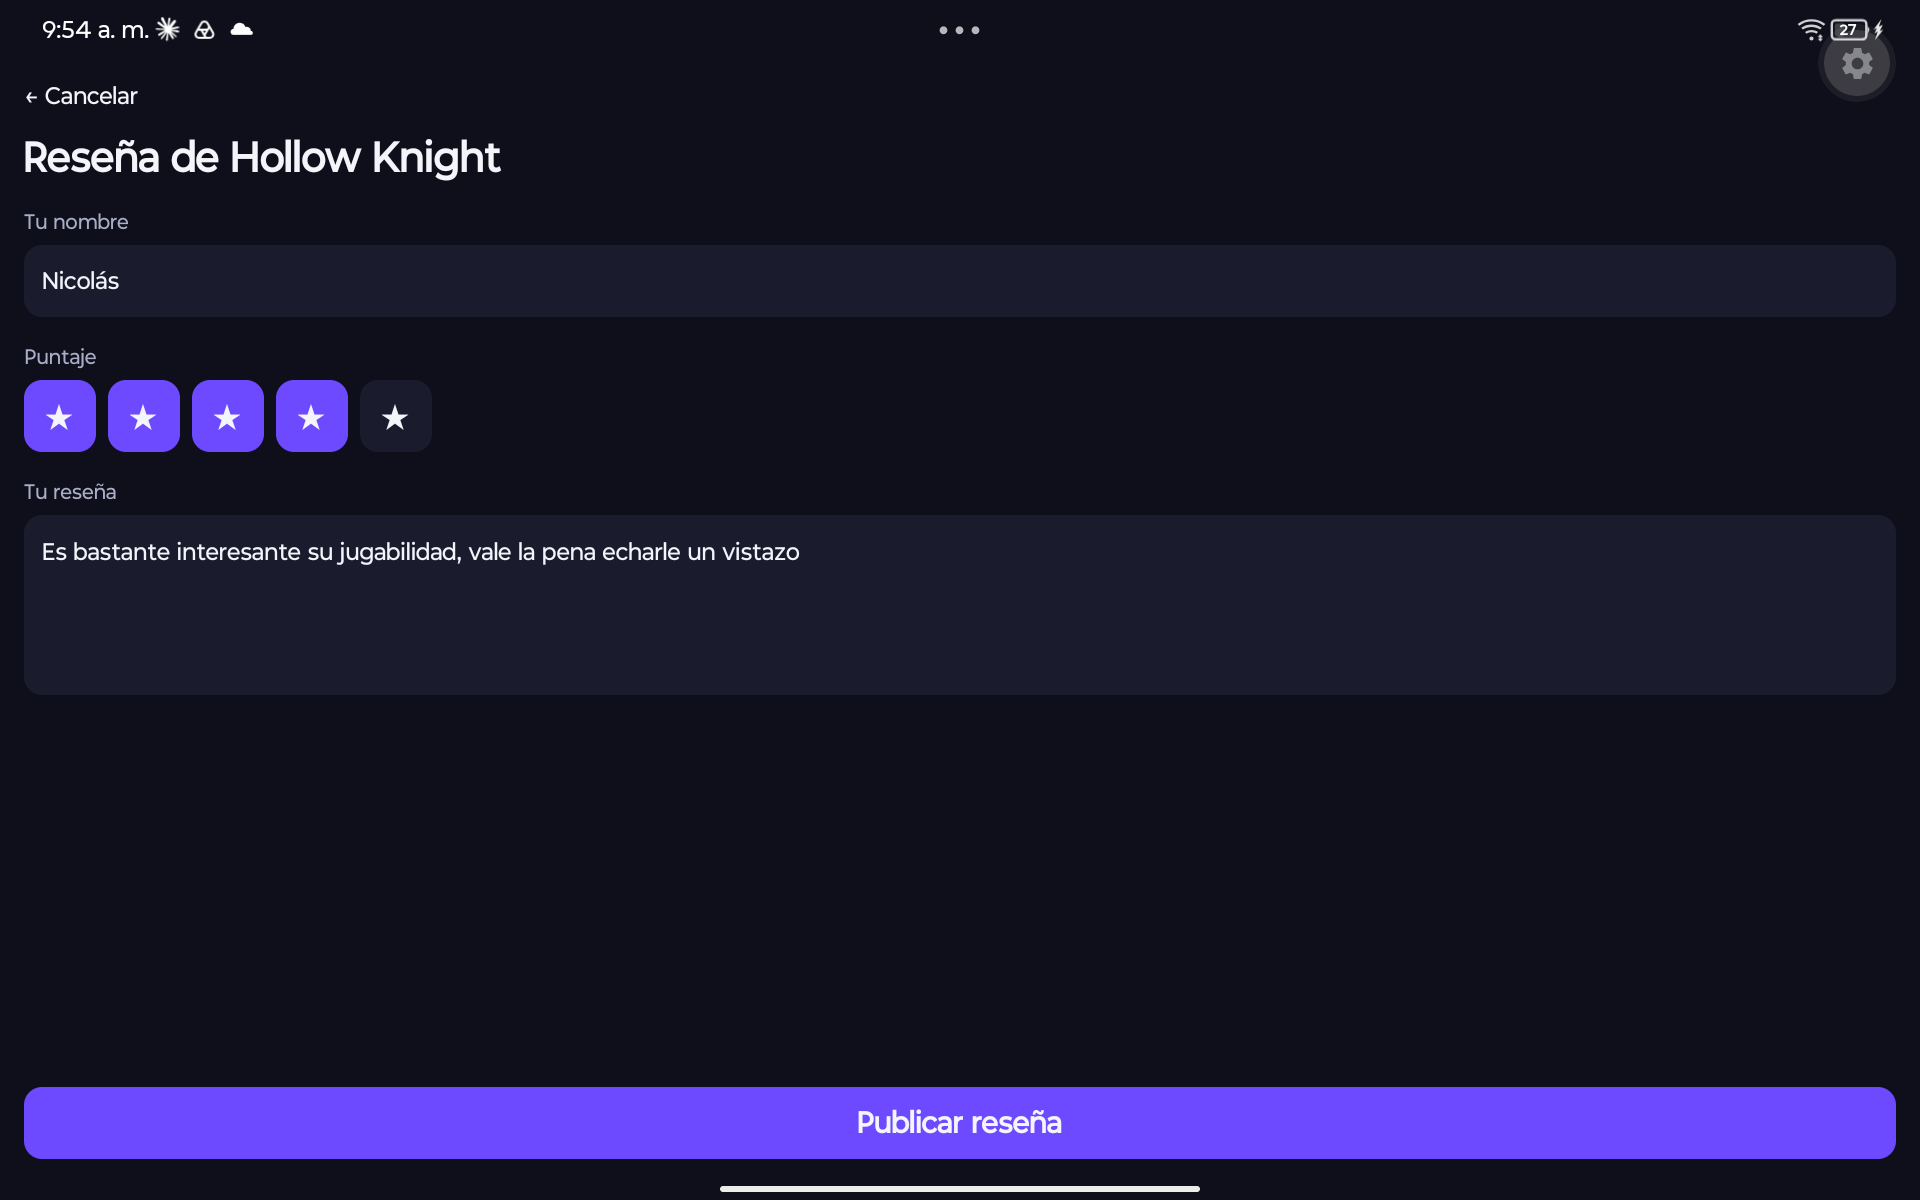 9:54 a. m.
27
← Cancelar
Reseña de Hollow Knight
Tu nombre
Nicolás
Puntaje
★ ★ ★ ★ ★
Tu reseña
Es bastante interesante su jugabilidad, vale la pena echarle un vistazo
Publicar reseña